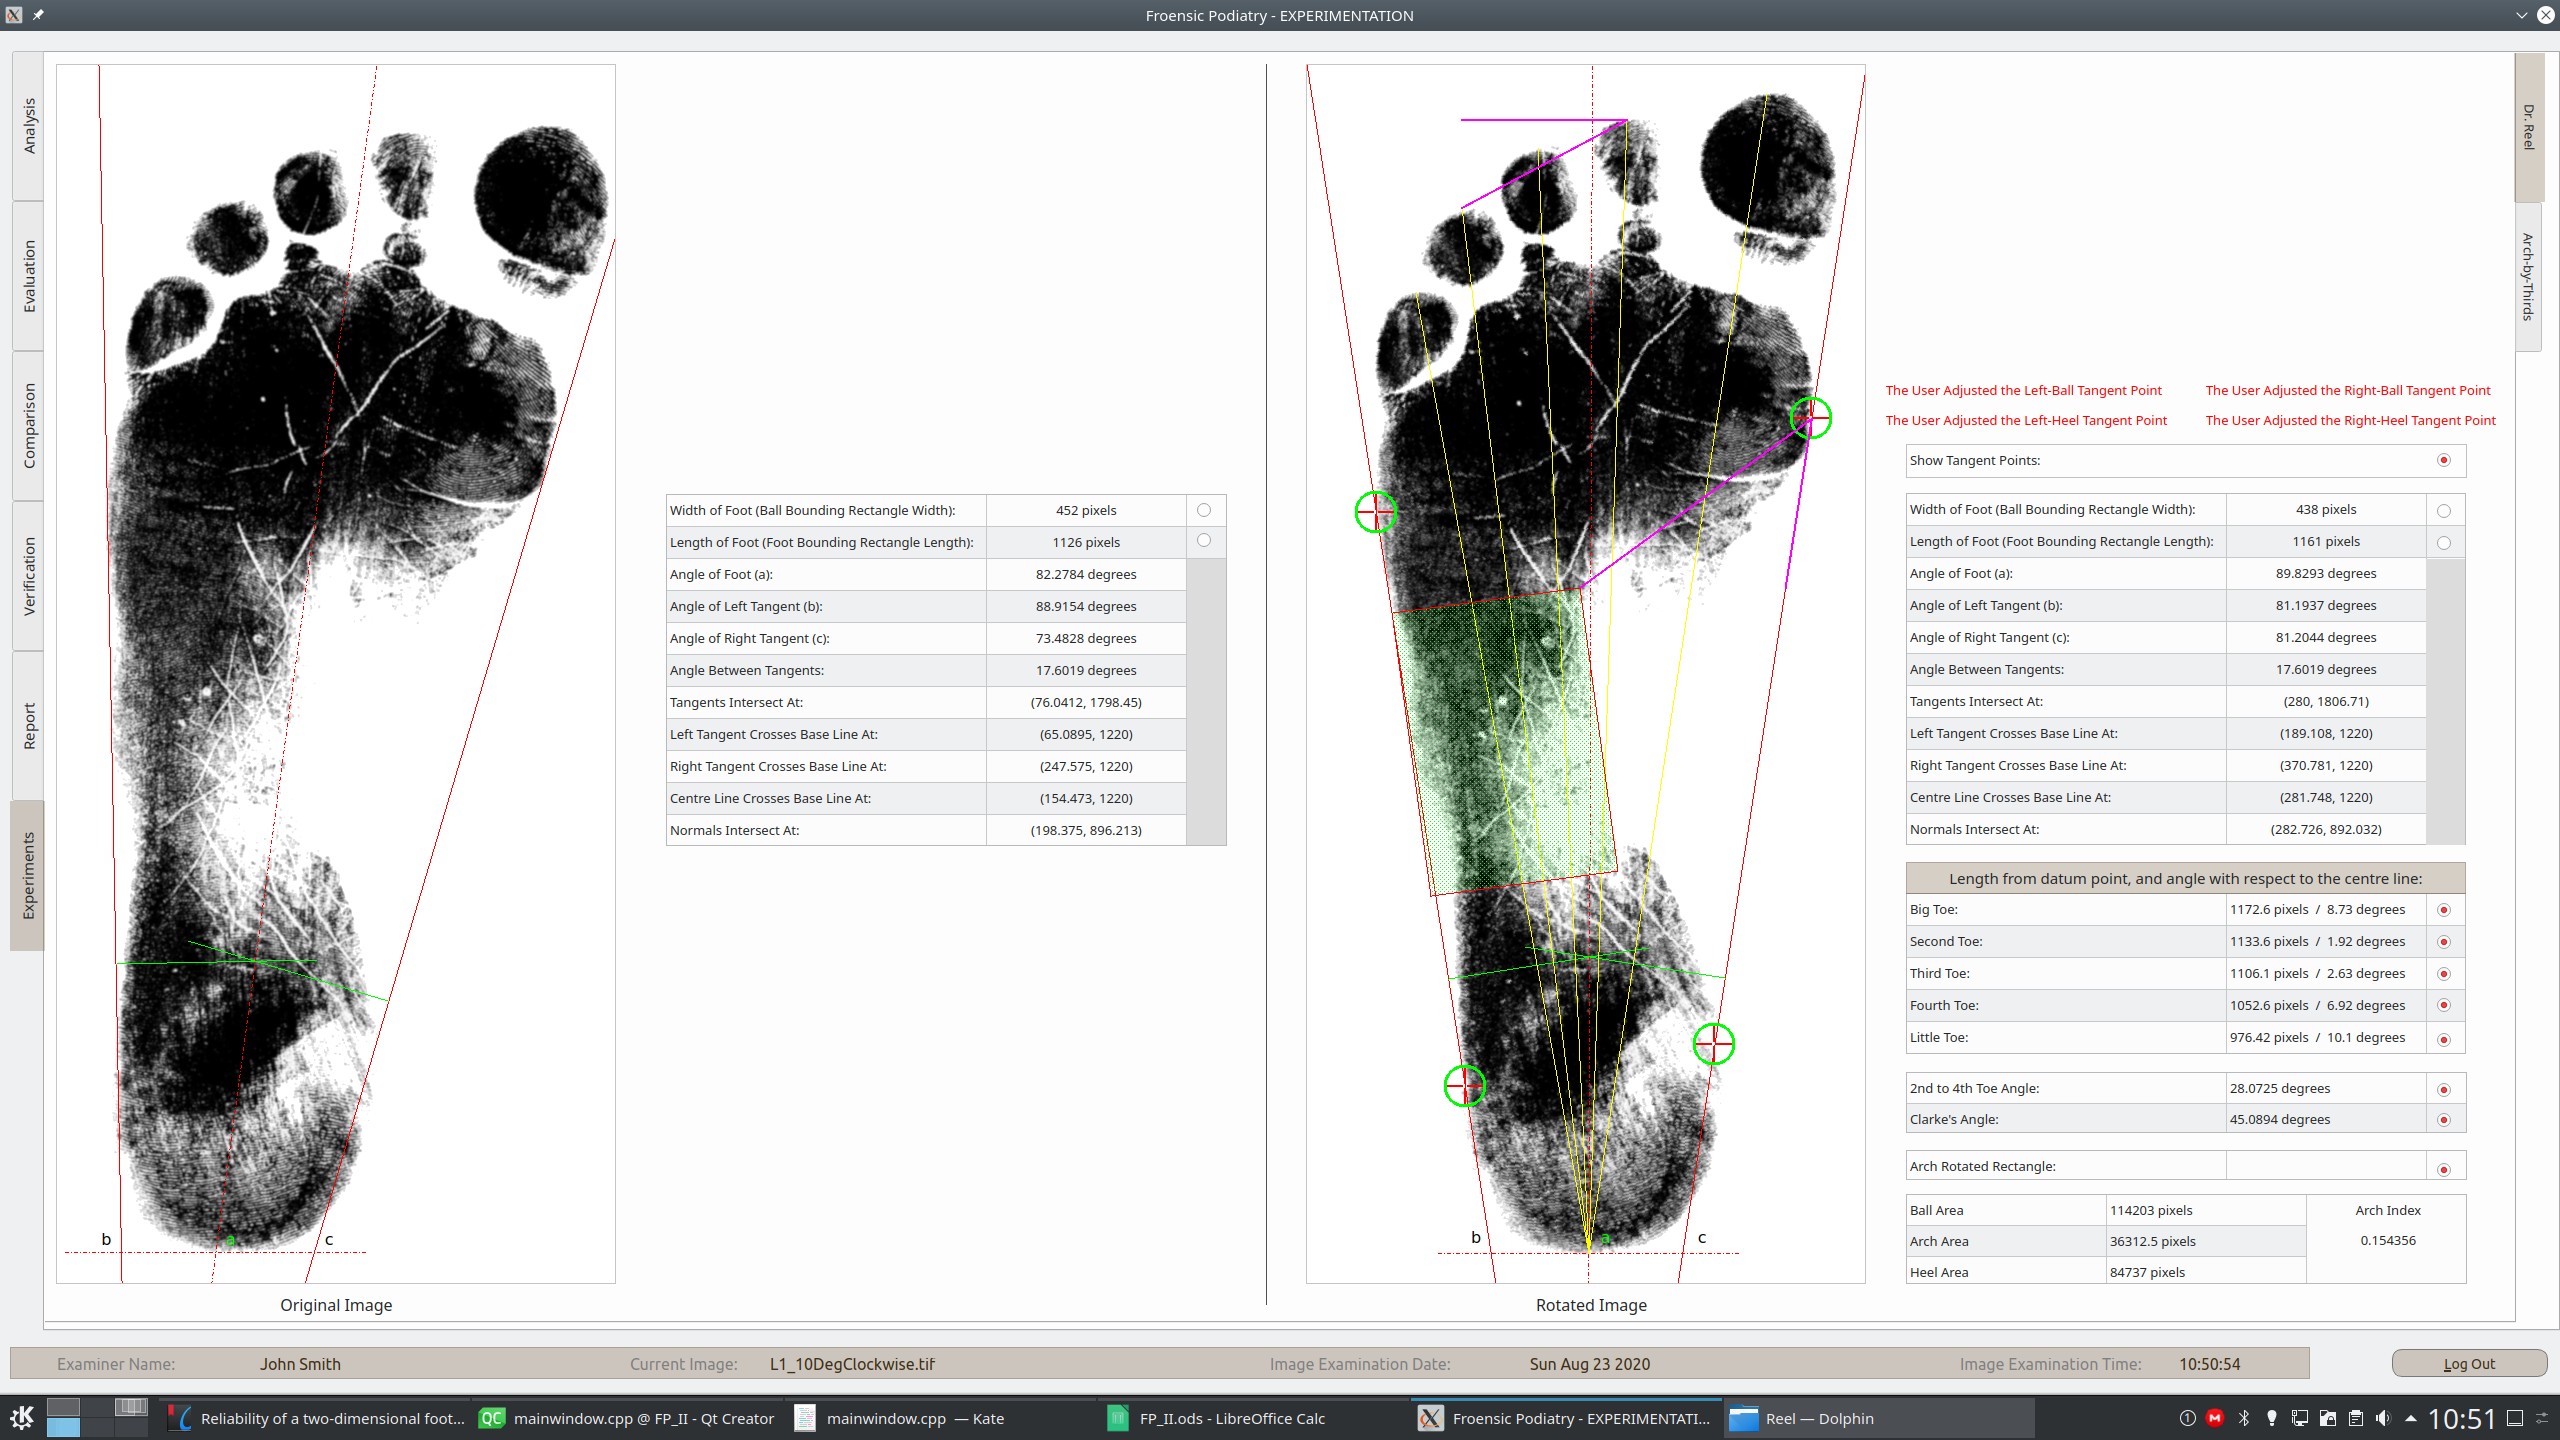 Froensic Podiatry - EXPERIMENTATION
Analysis
Evaluation
Comparison
Verification
Report
Experiments
b a c
Original Image
Width of Foot (Ball Bounding Rectangle Width): 452 pixels
Length of Foot (Foot Bounding Rectangle Length): 1126 pixels
Angle of Foot (a): 82.2784 degrees
Angle of Left Tangent (b): 88.9154 degrees
Angle of Right Tangent (c): 73.4828 degrees
Angle Between Tangents: 17.6019 degrees
Tangents Intersect At: (76.0412, 1798.45)
Left Tangent Crosses Base Line At: (65.0895, 1220)
Right Tangent Crosses Base Line At: (247.575, 1220)
Centre Line Crosses Base Line At: (154.473, 1220)
Normals Intersect At: (198.375, 896.213)
b a c
Rotated Image
Dr. Reel
Arch-by-Thirds
The User Adjusted the Left-Ball Tangent Point The User Adjusted the Right-Ball Tangent Point
The User Adjusted the Left-Heel Tangent Point The User Adjusted the Right-Heel Tangent Point
Show Tangent Points:
Width of Foot (Ball Bounding Rectangle Width): 438 pixels
Length of Foot (Foot Bounding Rectangle Length): 1161 pixels
Angle of Foot (a): 89.8293 degrees
Angle of Left Tangent (b): 81.1937 degrees
Angle of Right Tangent (c): 81.2044 degrees
Angle Between Tangents: 17.6019 degrees
Tangents Intersect At: (280, 1806.71)
Left Tangent Crosses Base Line At: (189.108, 1220)
Right Tangent Crosses Base Line At: (370.781, 1220)
Centre Line Crosses Base Line At: (281.748, 1220)
Normals Intersect At: (282.726, 892.032)
Length from datum point, and angle with respect to the centre line:
Big Toe: 1172.6 pixels / 8.73 degrees
Second Toe: 1133.6 pixels / 1.92 degrees
Third Toe: 1106.1 pixels / 2.63 degrees
Fourth Toe: 1052.6 pixels / 6.92 degrees
Little Toe: 976.42 pixels / 10.1 degrees
2nd to 4th Toe Angle: 28.0725 degrees
Clarke's Angle: 45.0894 degrees
Arch Rotated Rectangle:
Ball Area 114203 pixels Arch Index
Arch Area 36312.5 pixels 0.154356
Heel Area 84737 pixels
Examiner Name: John Smith Current Image: L1_10DegClockwise.tif Image Examination Date: Sun Aug 23 2020 Image Examination Time: 10:50:54 Log Out
Reliability of a two-dimensional foot... QC mainwindow.cpp @ FP_II - Qt Creator mainwindow.cpp — Kate FP_II.ods - LibreOffice Calc Froensic Podiatry - EXPERIMENTATI... Reel — Dolphin 1 M 10:51